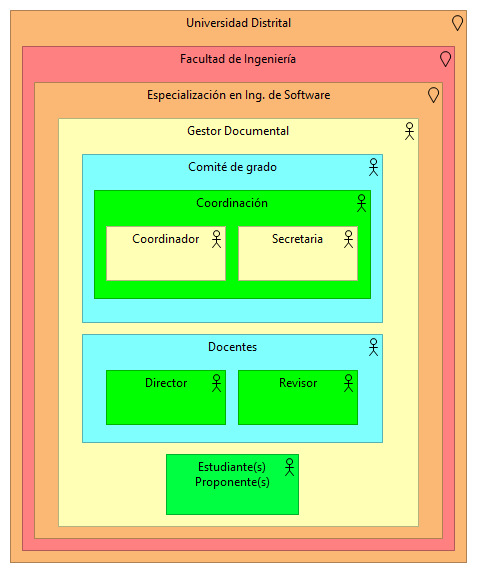 Universidad Distrital
Facultad de Ingeniería
Especialización en Ing. de Software
Gestor Documental
Comité de grado
Coordinación
Coordinador
Secretaria
Docentes
Director
Revisor
Estudiante(s)
Proponente(s)